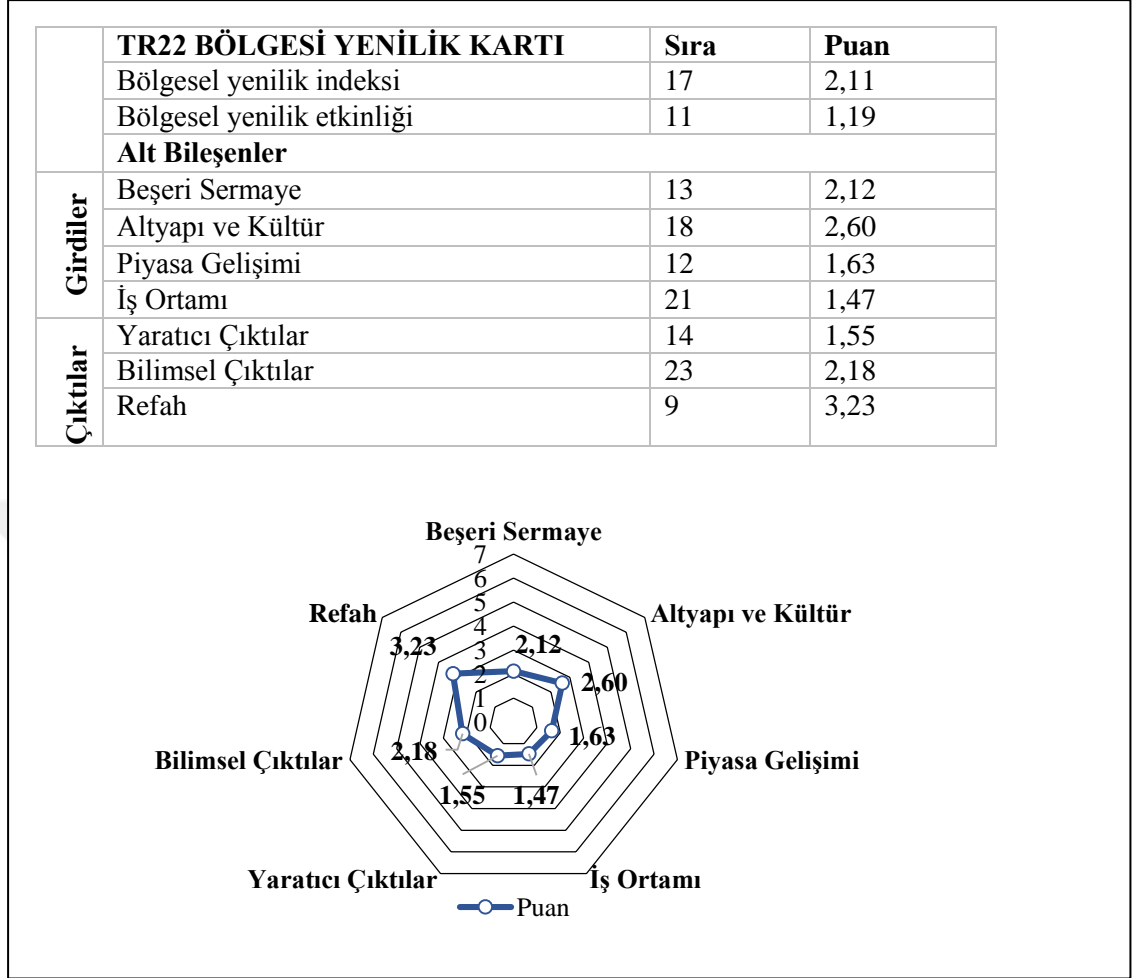 TR22 BÖLGESİ YENİLİK KARTI Sıra Puan
Bölgesel yenilik indeksi 17 2,11
Bölgesel yenilik etkinliği 11 1,19
Alt Bileşenler
Girdiler
Beşeri Sermaye 13 2,12
Altyapı ve Kültür 18 2,60
Piyasa Gelişimi 12 1,63
İş Ortamı 21 1,47
Çıktılar
Yaratıcı Çıktılar 14 1,55
Bilimsel Çıktılar 23 2,18
Refah 9 3,23
Beşeri Sermaye
7
6
Refah 5 Altyapı ve Kültür
4
3,23 3 2,12
2 2,60
1
0 1,63
2,18
Bilimsel Çıktılar Piyasa Gelişimi
1,55 1,47
Yaratıcı Çıktılar İş Ortamı
Puan